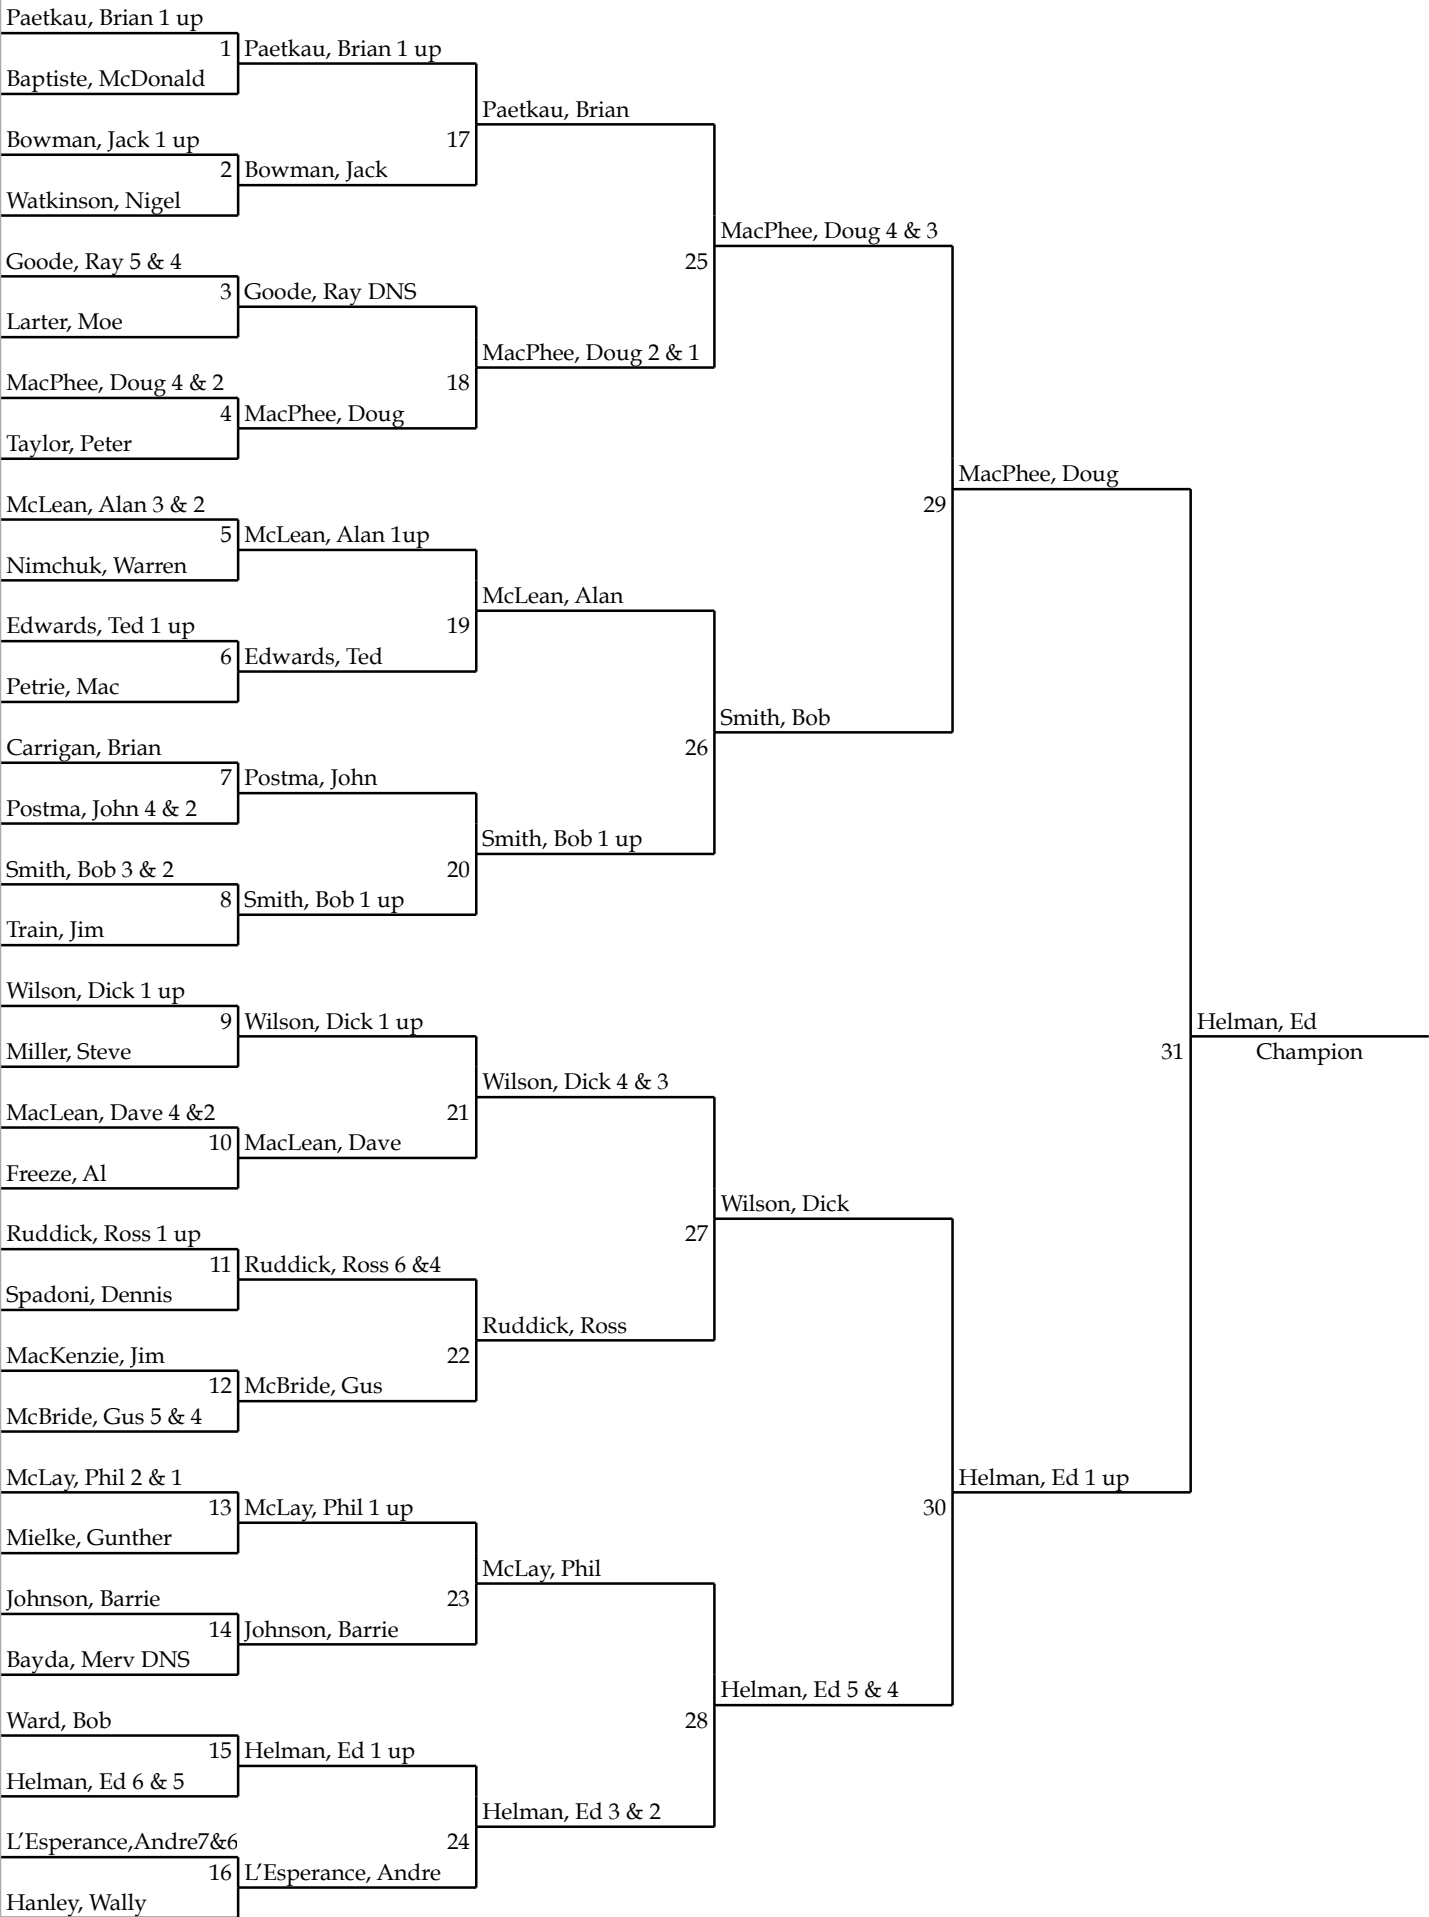 Paetkau, Brian 1 up
1
Paetkau, Brian 1 up
Baptiste, McDonald
Paetkau, Brian
Bowman, Jack 1 up
17
2
Bowman, Jack
Watkinson, Nigel
MacPhee, Doug 4 & 3
Goode, Ray 5 & 4
25
3
Goode, Ray DNS
Larter, Moe
MacPhee, Doug 2 & 1
MacPhee, Doug 4 & 2
18
4
MacPhee, Doug
Taylor, Peter
MacPhee, Doug
McLean, Alan 3 & 2
29
5
McLean, Alan 1up
Nimchuk, Warren
McLean, Alan
Edwards, Ted 1 up
19
6
Edwards, Ted
Petrie, Mac
Smith, Bob
Carrigan, Brian
26
7
Postma, John
Postma, John 4 & 2
Smith, Bob 1 up
Smith, Bob 3 & 2
20
8
Smith, Bob 1 up
Train, Jim
Wilson, Dick 1 up
9
Wilson, Dick 1 up
Helman, Ed
Miller, Steve
31
Champion
Wilson, Dick 4 & 3
MacLean, Dave 4 &2
21
10
MacLean, Dave
Freeze, Al
Wilson, Dick
Ruddick, Ross 1 up
27
11
Ruddick, Ross 6 &4
Spadoni, Dennis
Ruddick, Ross
MacKenzie, Jim
22
12
McBride, Gus
McBride, Gus 5 & 4
McLay, Phil 2 & 1
Helman, Ed 1 up
13
McLay, Phil 1 up
30
Mielke, Gunther
McLay, Phil
Johnson, Barrie
23
14
Johnson, Barrie
Bayda, Merv DNS
Helman, Ed 5 & 4
Ward, Bob
28
15
Helman, Ed 1 up
Helman, Ed 6 & 5
Helman, Ed 3 & 2
L'Esperance,Andre7&6
24
16
L'Esperance, Andre
Hanley, Wally